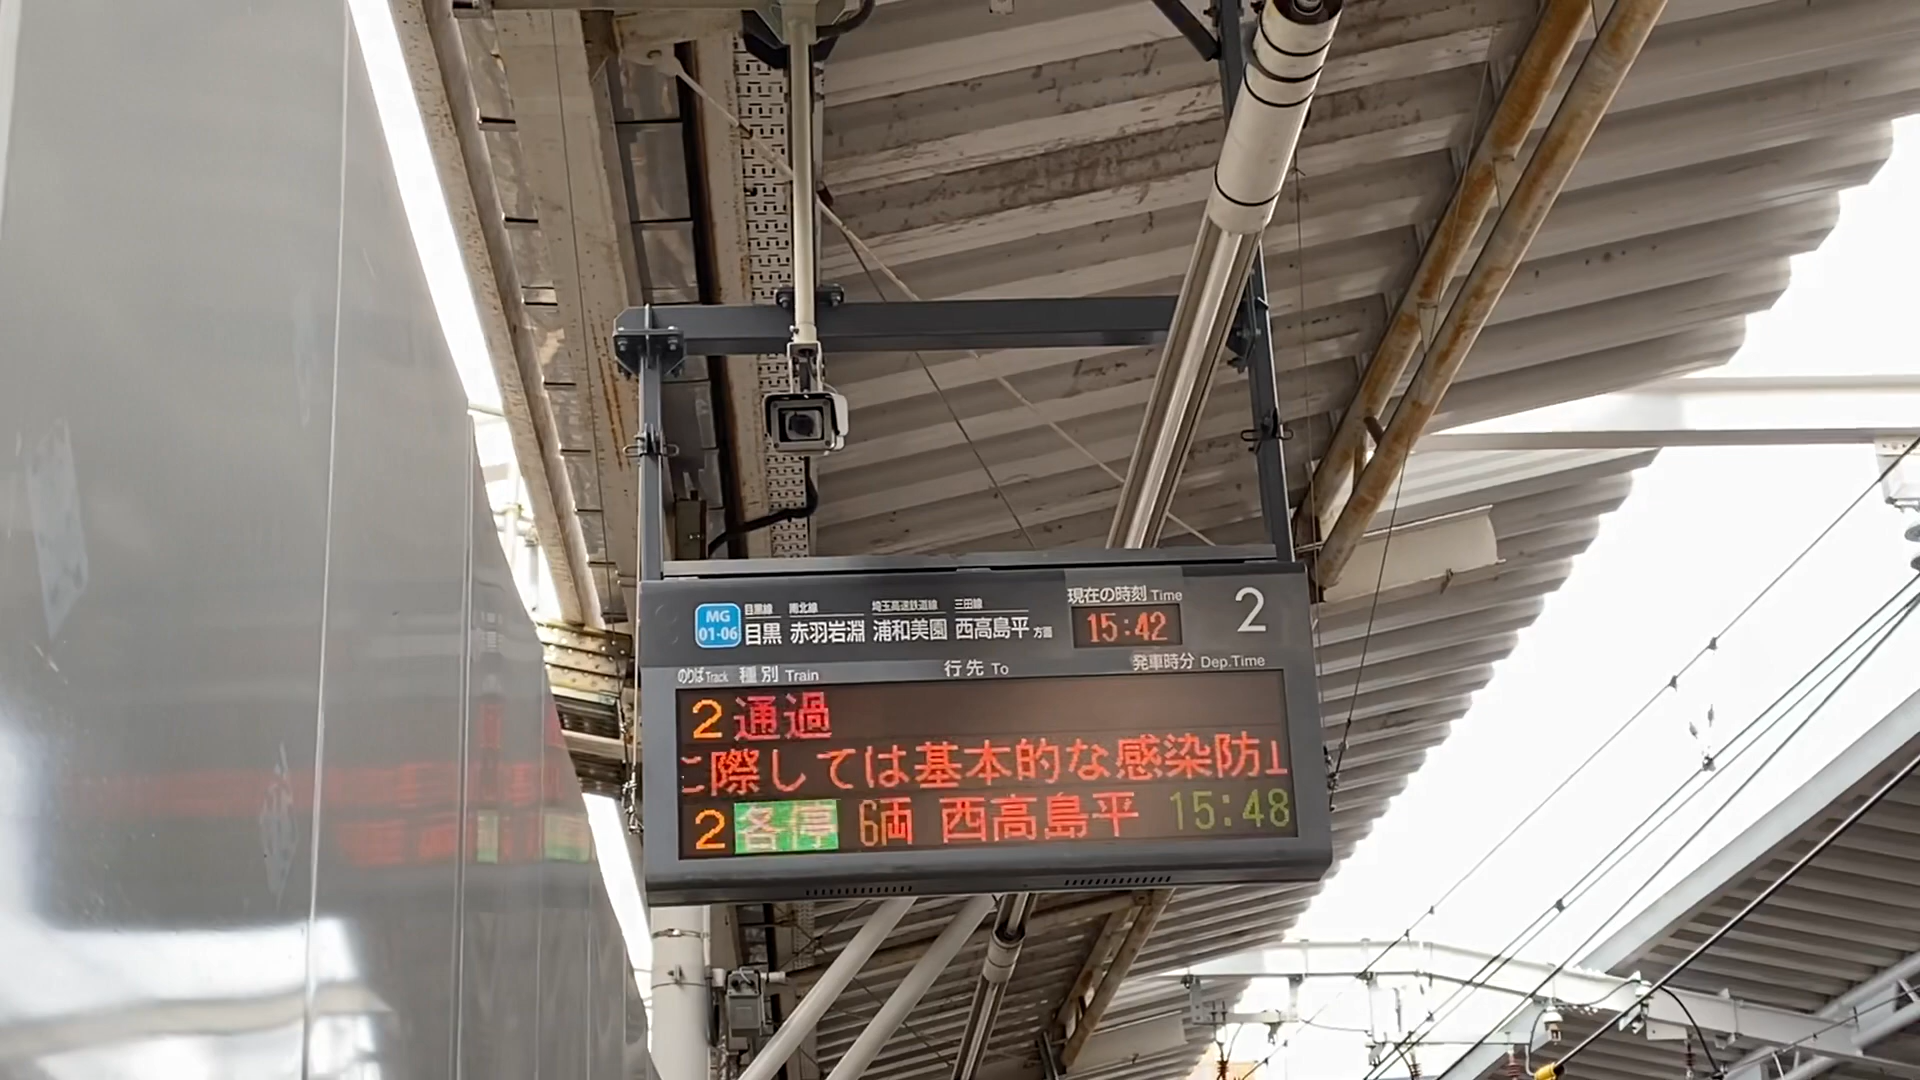 MG 目黒線 南北線 埼玉高速鉄道線 三田線
01-06 目黒 赤羽岩淵 浦和美園 西高島平 方面
現在の時刻 Time
15:42
2
のりば Track 種別 Train 行先 To 発車時分 Dep.Time
2 通過
に際しては基本的な感染防止
2 各停 6両 西高島平 15:48